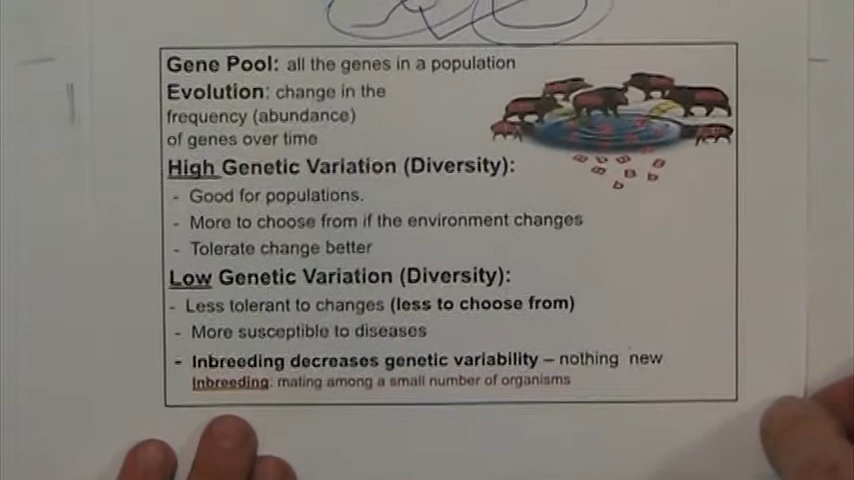 Gene Pool: all the genes in a population
Evolution: change in the
frequency (abundance)
of genes over time
High Genetic Variation (Diversity):
- Good for populations.
- More to choose from if the environment changes
- Tolerate change better
Low Genetic Variation (Diversity):
- Less tolerant to changes (less to choose from)
- More susceptible to diseases
- Inbreeding decreases genetic variability – nothing new
Inbreeding: mating among a small number of organisms